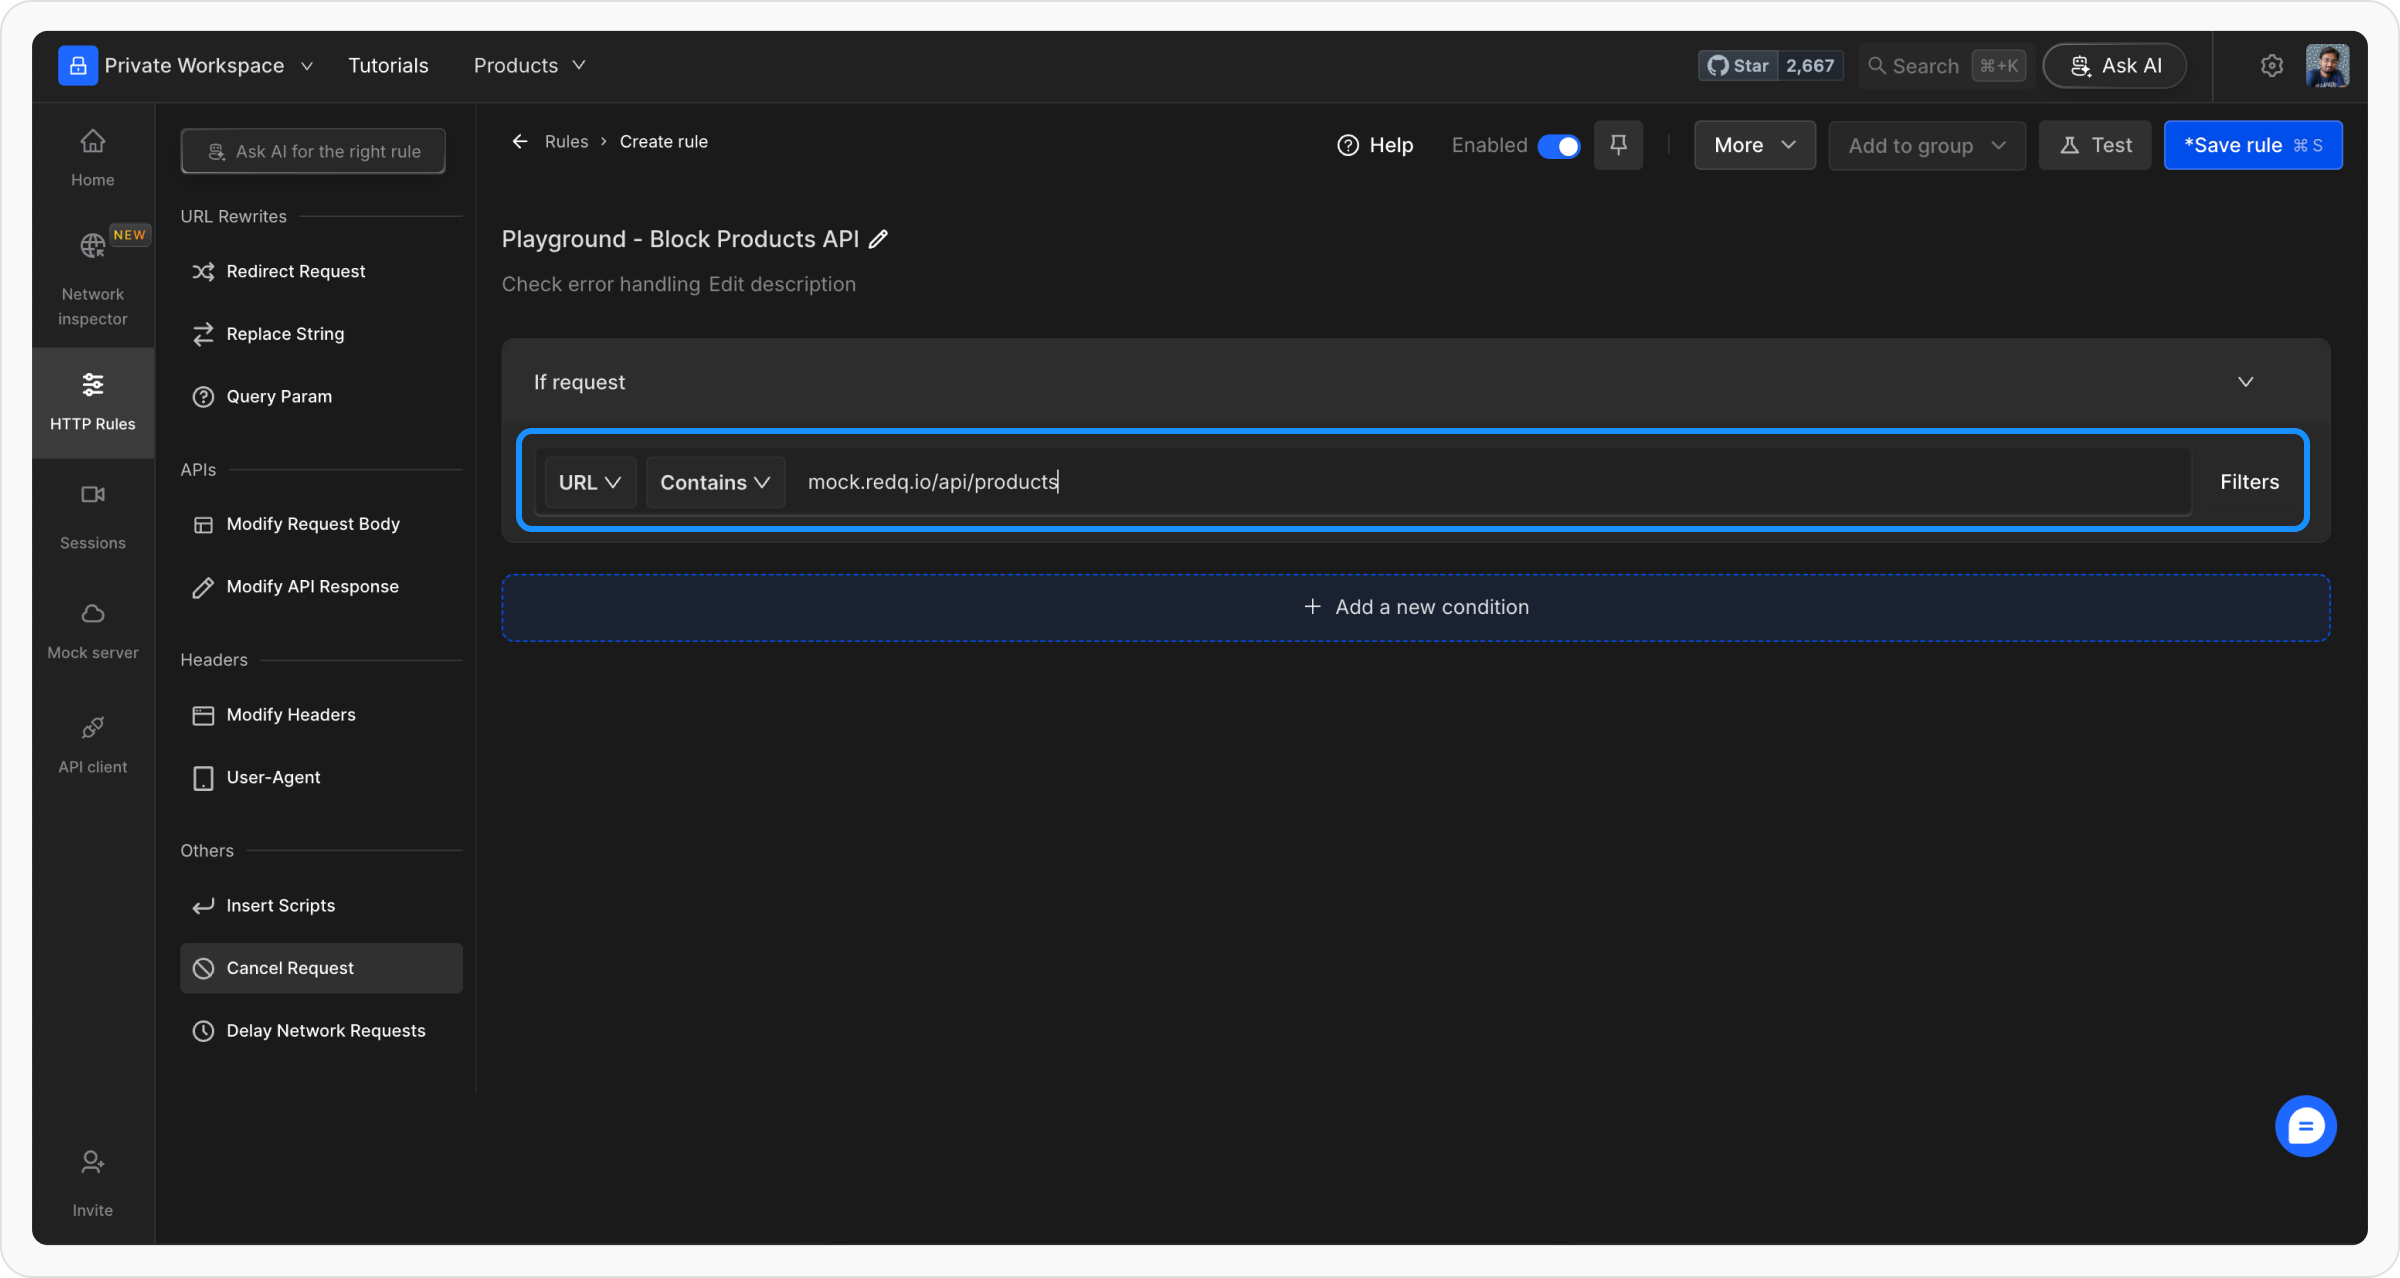 Private Workspace
Tutorials
Products
Star 2,667
Search ⌘+K
Ask AI
Home
NEW
Network
inspector
HTTP Rules
Sessions
Mock server
API client
Invite
Ask AI for the right rule
URL Rewrites
Redirect Request
Replace String
Query Param
APIs
Modify Request Body
Modify API Response
Headers
Modify Headers
User-Agent
Others
Insert Scripts
Cancel Request
Delay Network Requests
Rules > Create rule
Help
Enabled
More
Add to group
Test
*Save rule ⌘ S
Playground - Block Products API
Check error handling Edit description
If request
URL
Contains
mock.redq.io/api/products
Filters
+ Add a new condition